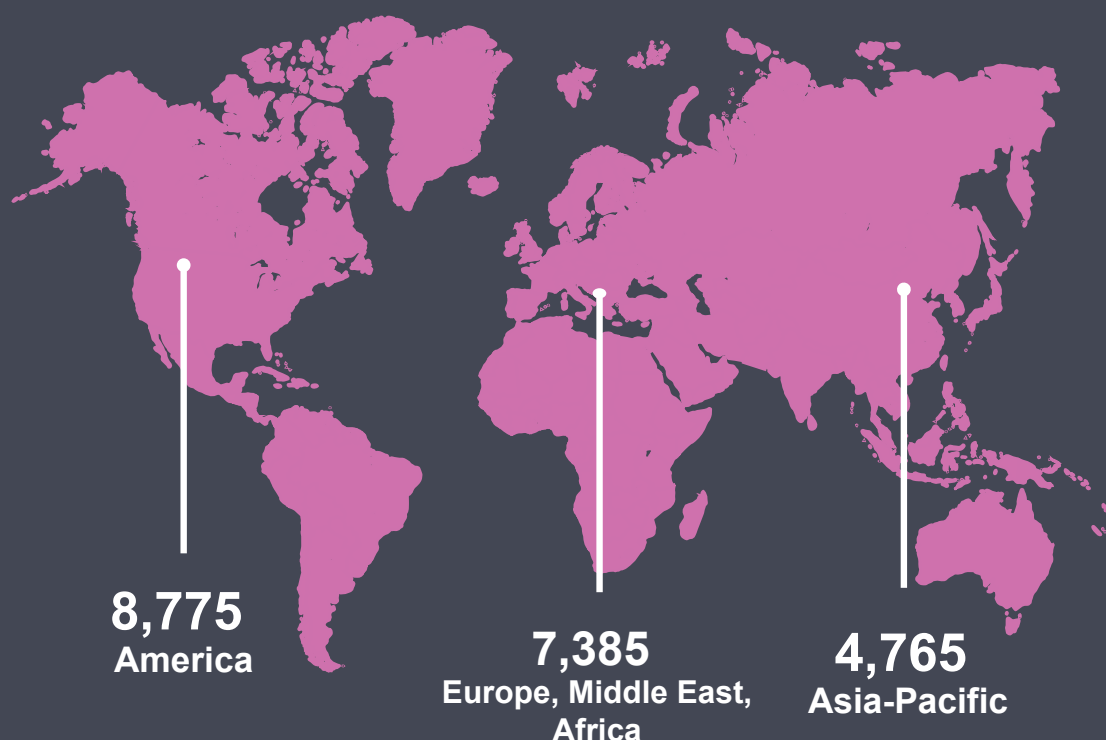 8,775
America
7,385
Europe, Middle East,
Africa
4,765
Asia-Pacific